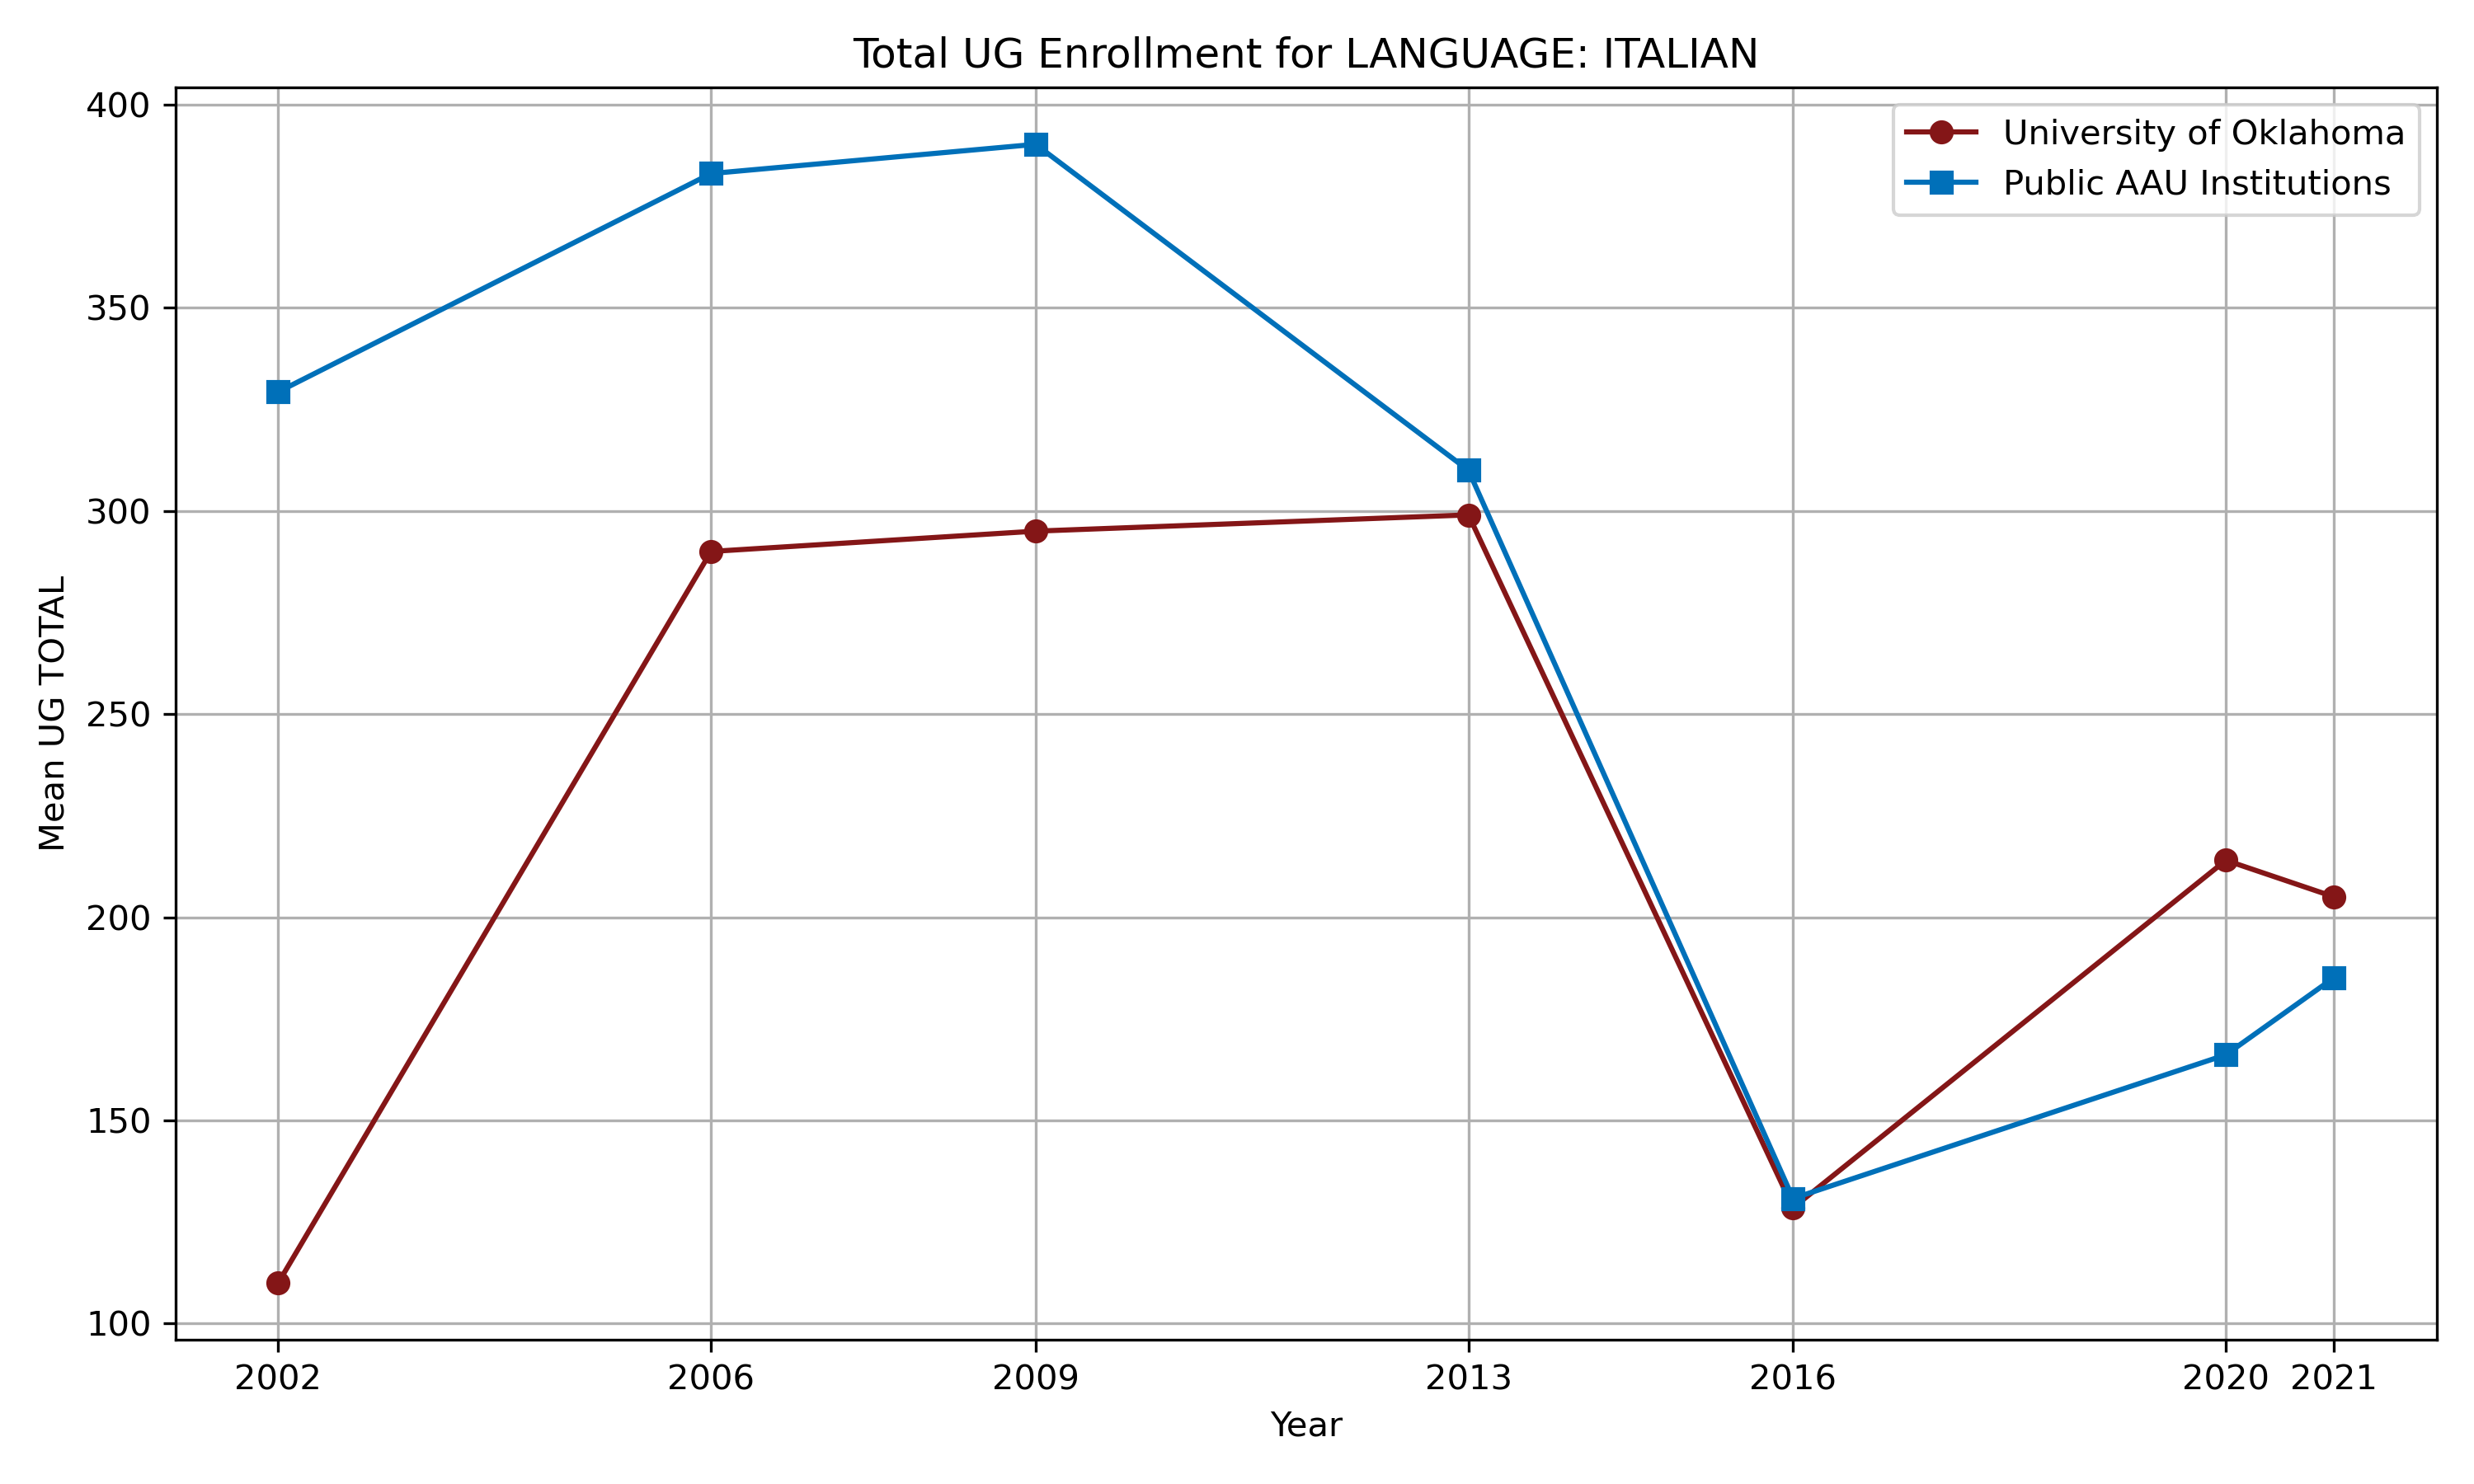 Total UG Enrollment for LANGUAGE: ITALIAN
University of Oklahoma
Public AAU Institutions
400
350
300
250
200
150
100
Mean UG TOTAL
2002 2006 2009 2013 2016 2020 2021
Year